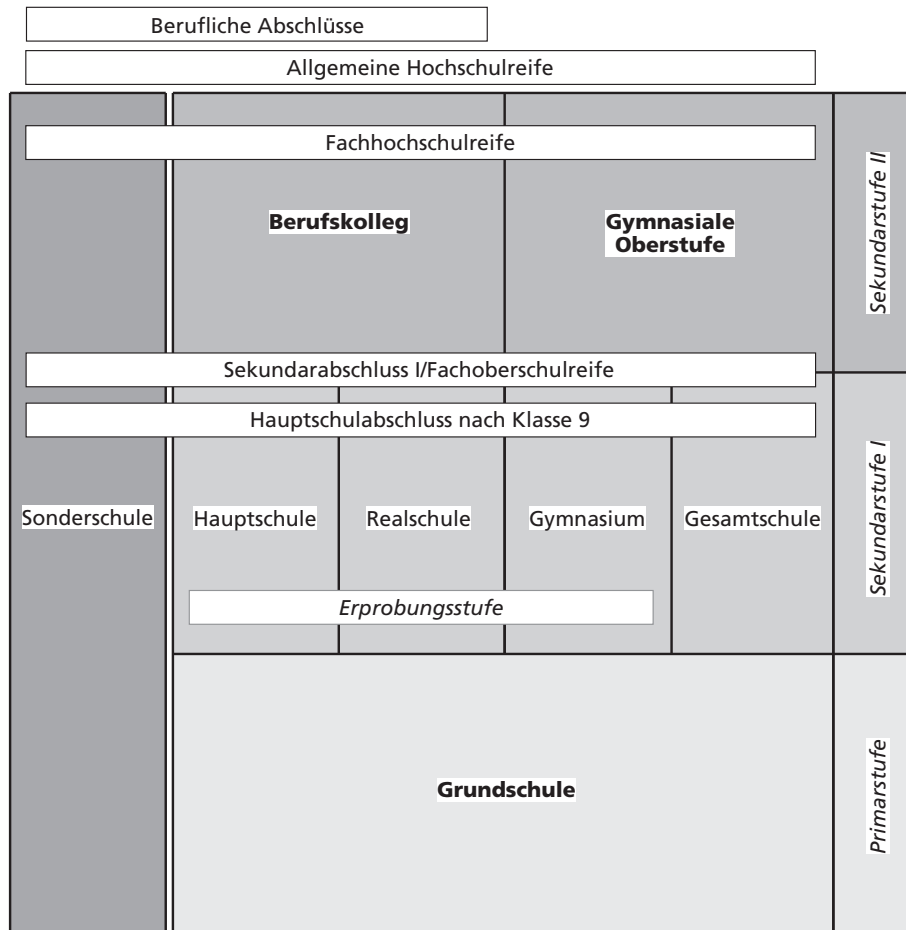 Berufliche Abschlüsse
Allgemeine Hochschulreife
Fachhochschulreife
Berufskolleg
Gymnasiale
Oberstufe
Sekundarstufe II
Sekundarabschluss I/Fachoberschulreife
Hauptschulabschluss nach Klasse 9
Sonderschule
Hauptschule
Realschule
Gymnasium
Gesamtschule
Sekundarstufe I
Erprobungsstufe
Grundschule
Primarstufe